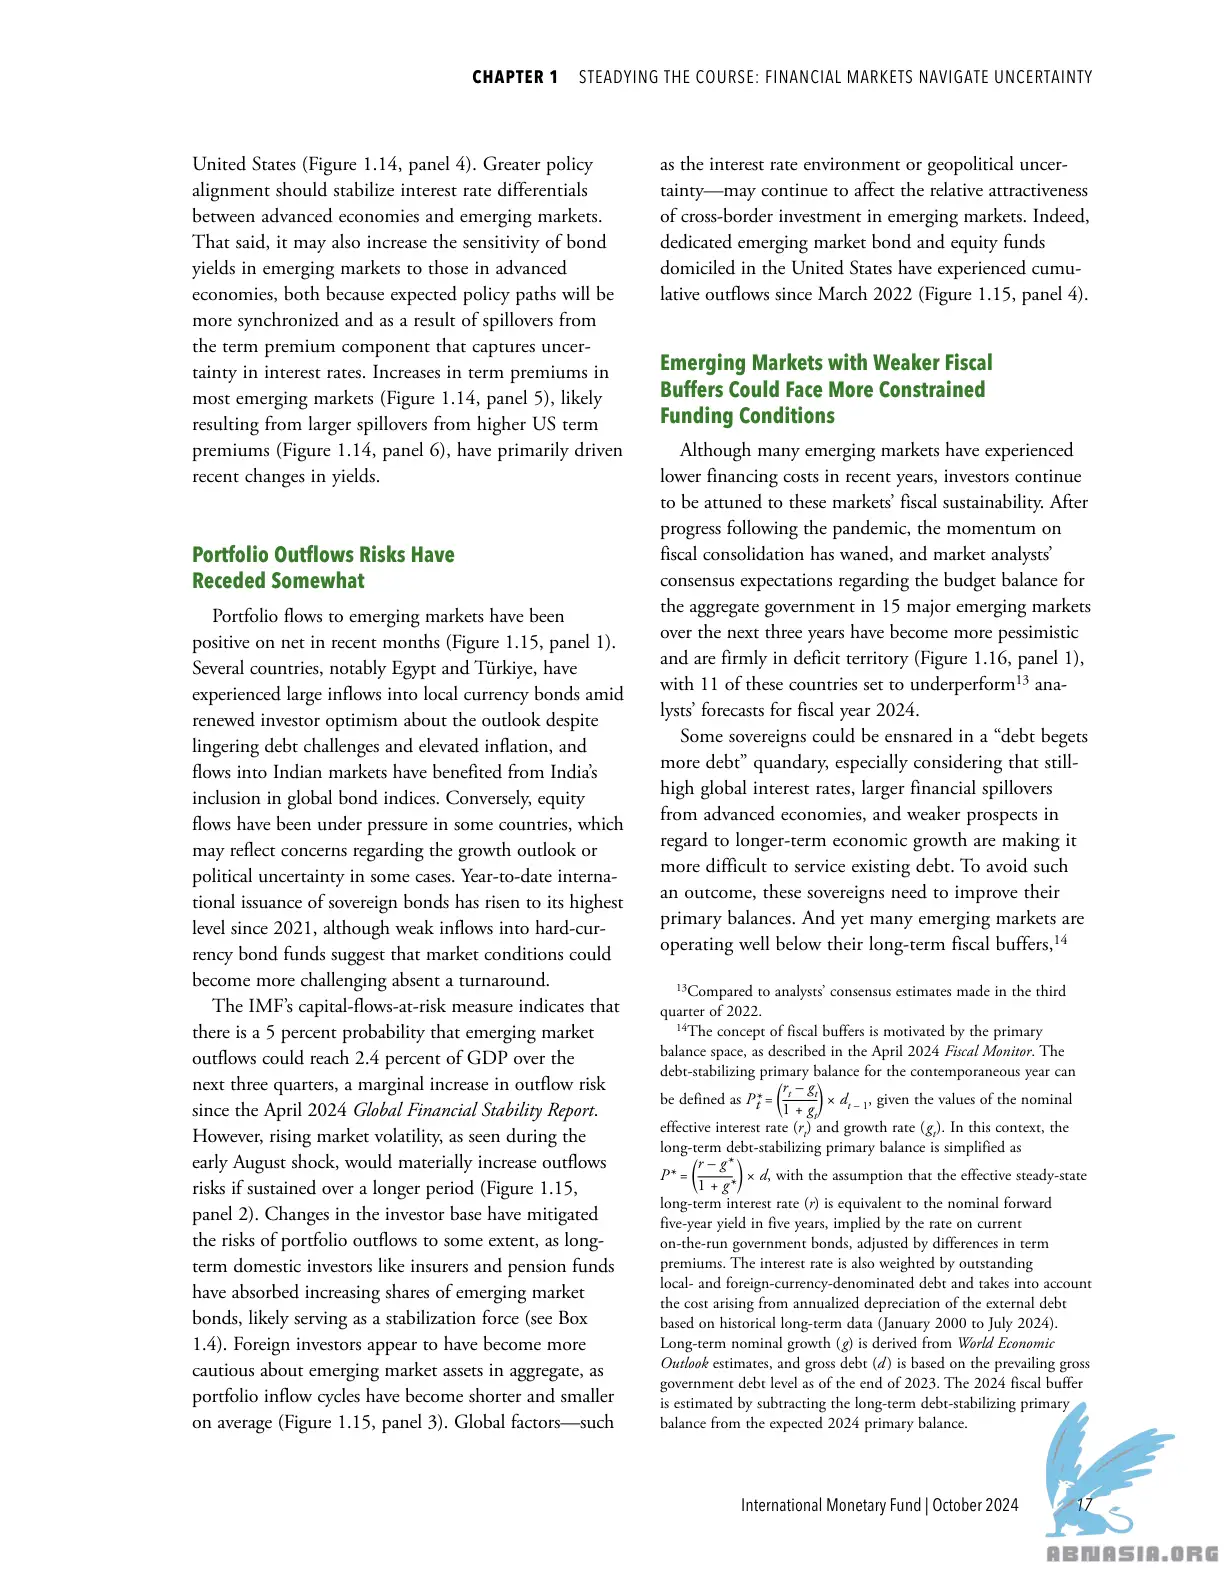 CHAPTER 1 STEADYING THE COURSE: FINANCIAL MARKETS NAVIGATE UNCERTAINTY
United States (Figure 1.14, panel 4). Greater policy
alignment should stabilize interest rate differentials
between advanced economies and emerging markets.
That said, it may also increase the sensitivity of bond
yields in emerging markets to those in advanced
economies, both because expected policy paths will be
more synchronized and as a result of spillovers from
the term premium component that captures uncer-
tainty in interest rates. Increases in term premiums in
most emerging markets (Figure 1.14, panel 5), likely
resulting from larger spillovers from higher US term
premiums (Figure 1.14, panel 6), have primarily driven
recent changes in yields.
Portfolio Outflows Risks Have
Receded Somewhat
Portfolio flows to emerging markets have been
positive on net in recent months (Figure 1.15, panel 1).
Several countries, notably Egypt and Türkiye, have
experienced large inflows into local currency bonds amid
renewed investor optimism about the outlook despite
lingering debt challenges and elevated inflation, and
flows into Indian markets have benefited from India's
inclusion in global bond indices. Conversely, equity
flows have been under pressure in some countries, which
may reflect concerns regarding the growth outlook or
political uncertainty in some cases. Year-to-date interna-
tional issuance of sovereign bonds has risen to its highest
level since 2021, although weak inflows into hard-cur-
rency bond funds suggest that market conditions could
become more challenging absent a turnaround.
The IMF's capital-flows-at-risk measure indicates that
there is a 5 percent probability that emerging market
outflows could reach 2.4 percent of GDP over the
next three quarters, a marginal increase in outflow risk
since the April 2024 Global Financial Stability Report.
However, rising market volatility, as seen during the
early August shock, would materially increase outflows
risks if sustained over a longer period (Figure 1.15,
panel 2). Changes in the investor base have mitigated
the risks of portfolio outflows to some extent, as long-
term domestic investors like insurers and pension funds
have absorbed increasing shares of emerging market
bonds, likely serving as a stabilization force (see Box
1.4). Foreign investors appear to have become more
cautious about emerging market assets in aggregate, as
portfolio inflow cycles have become shorter and smaller
on average (Figure 1.15, panel 3). Global factors—such
as the interest rate environment or geopolitical uncer-
tainty—may continue to affect the relative attractiveness
of cross-border investment in emerging markets. Indeed,
dedicated emerging market bond and equity funds
domiciled in the United States have experienced cumu-
lative outflows since March 2022 (Figure 1.15, panel 4).
Emerging Markets with Weaker Fiscal
Buffers Could Face More Constrained
Funding Conditions
Although many emerging markets have experienced
lower financing costs in recent years, investors continue
to be attuned to these markets' fiscal sustainability. After
progress following the pandemic, the momentum on
fiscal consolidation has waned, and market analysts'
consensus expectations regarding the budget balance for
the aggregate government in 15 major emerging markets
over the next three years have become more pessimistic
and are firmly in deficit territory (Figure 1.16, panel 1),
with 11 of these countries set to underperform¹³ ana-
lysts' forecasts for fiscal year 2024.
Some sovereigns could be ensnared in a “debt begets
more debt” quandary, especially considering that still-
high global interest rates, larger financial spillovers
from advanced economies, and weaker prospects in
regard to longer-term economic growth are making it
more difficult to service existing debt. To avoid such
an outcome, these sovereigns need to improve their
primary balances. And yet many emerging markets are
operating well below their long-term fiscal buffers,¹⁴
¹³Compared to analysts' consensus estimates made in the third
quarter of 2022.
¹⁴The concept of fiscal buffers is motivated by the primary
balance space, as described in the April 2024 Fiscal Monitor. The
debt-stabilizing primary balance for the contemporaneous year can
be defined as P*_t = ((r_t − g_t)/(1 + g_t)) × d_{t − 1}, given the values of the nominal
effective interest rate (r_t) and growth rate (g_t). In this context, the
long-term debt-stabilizing primary balance is simplified as
P* = ((r − g*)/(1 + g*)) × d, with the assumption that the effective steady-state
long-term interest rate (r) is equivalent to the nominal forward
five-year yield in five years, implied by the rate on current
on-the-run government bonds, adjusted by differences in term
premiums. The interest rate is also weighted by outstanding
local- and foreign-currency-denominated debt and takes into account
the cost arising from annualized depreciation of the external debt
based on historical long-term data (January 2000 to July 2024).
Long-term nominal growth (g) is derived from World Economic
Outlook estimates, and gross debt (d) is based on the prevailing gross
government debt level as of the end of 2023. The 2024 fiscal buffer
is estimated by subtracting the long-term debt-stabilizing primary
balance from the expected 2024 primary balance.
International Monetary Fund | October 2024 17
ABNASIA.ORG